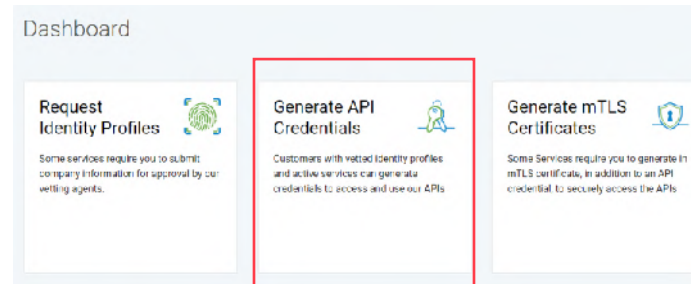 Dashboard
Request
Identity Profiles
Some services require you to submit
company information for approval by our
vetting agents.
Generate API
Credentials
Customers with vetted identity profiles
and active services can generate
credentials to access and use our APIs
Generate mTLS
Certificates
Some Services require you to generate in
mTLS certificate, in addition to an API
credential, to securely access the APIs